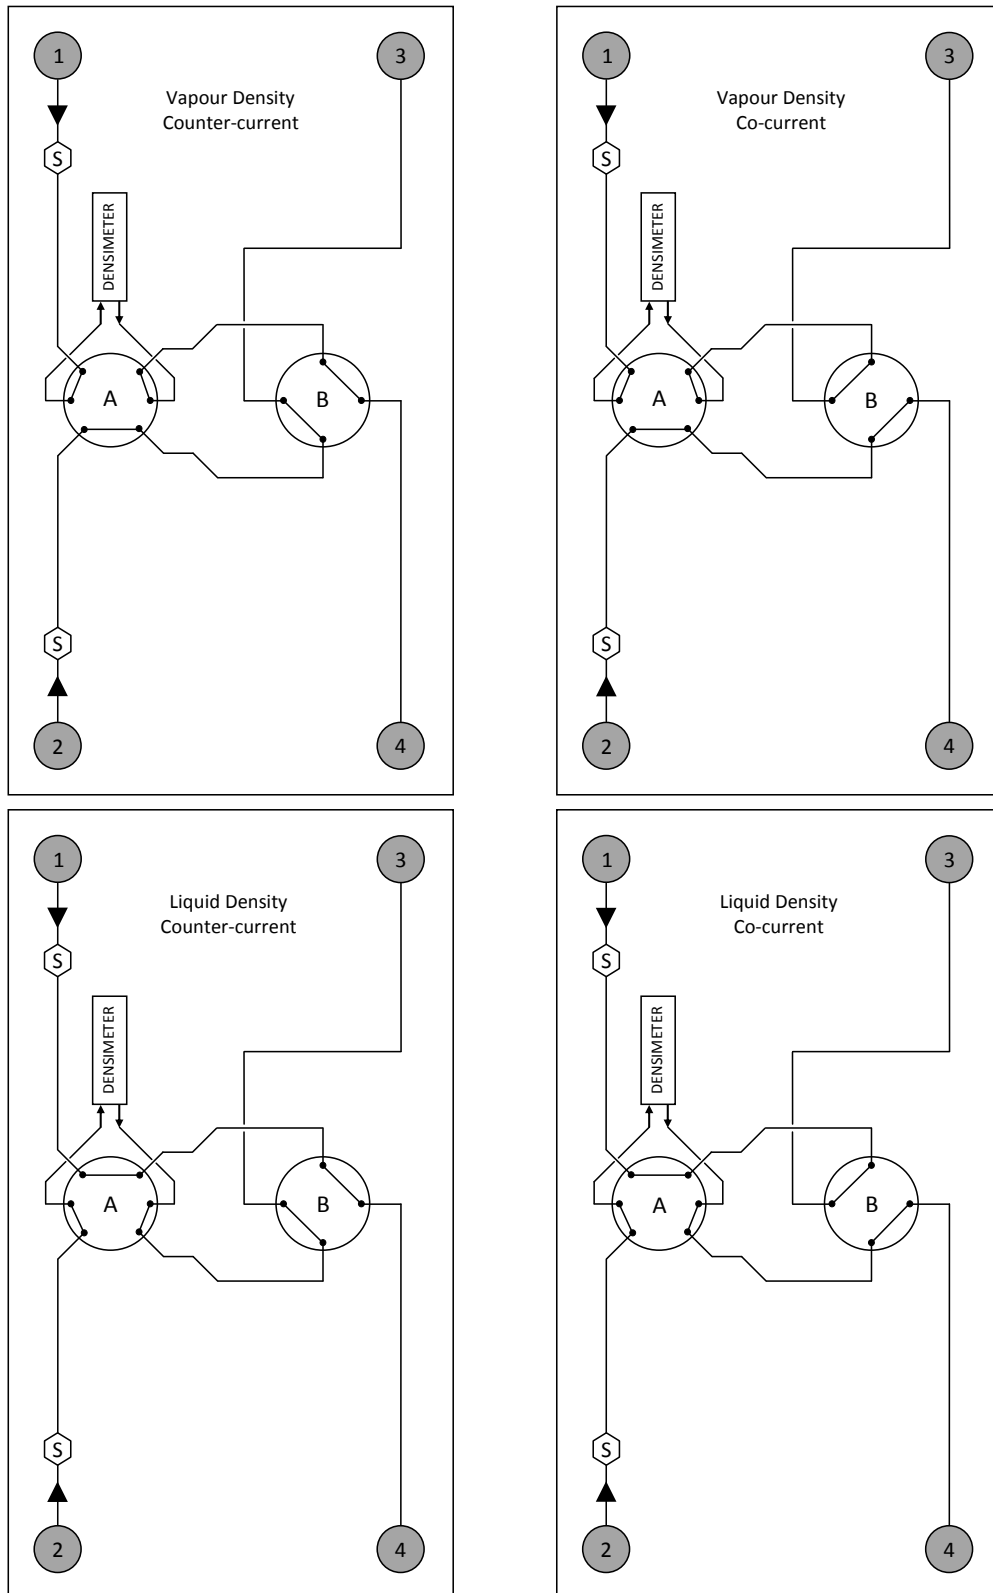 1
3
Vapour Density
Counter-current
S
DENSIMETER
A
B
S
2
4
1
3
Vapour Density
Co-current
S
DENSIMETER
A
B
S
2
4
1
3
Liquid Density
Counter-current
S
DENSIMETER
A
B
S
2
4
1
3
Liquid Density
Co-current
S
DENSIMETER
A
B
S
2
4